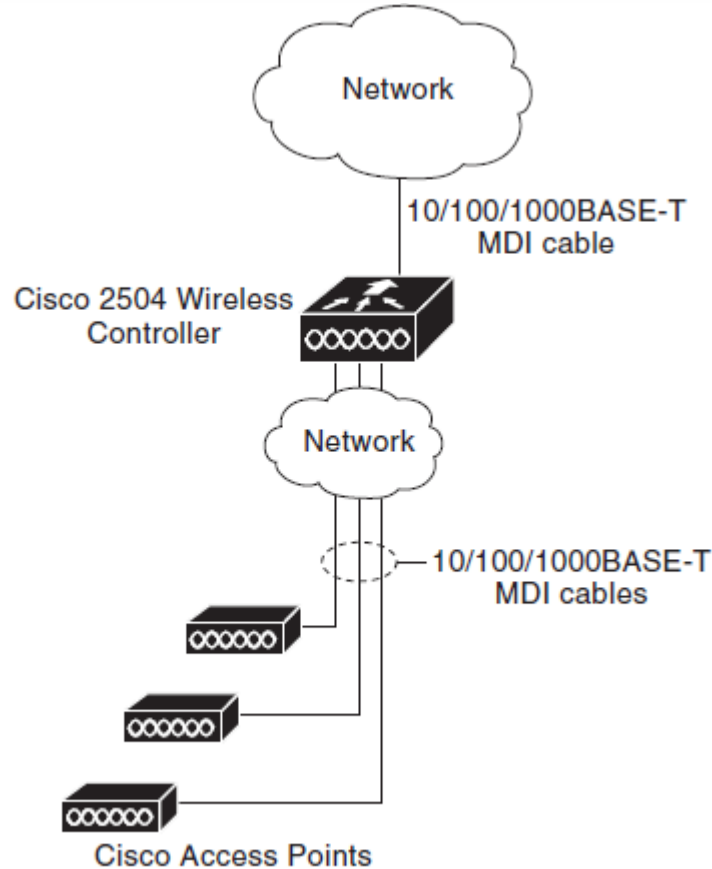 Network
10/100/1000BASE-T
MDI cable
Cisco 2504 Wireless
Controller
Network
10/100/1000BASE-T
MDI cables
Cisco Access Points